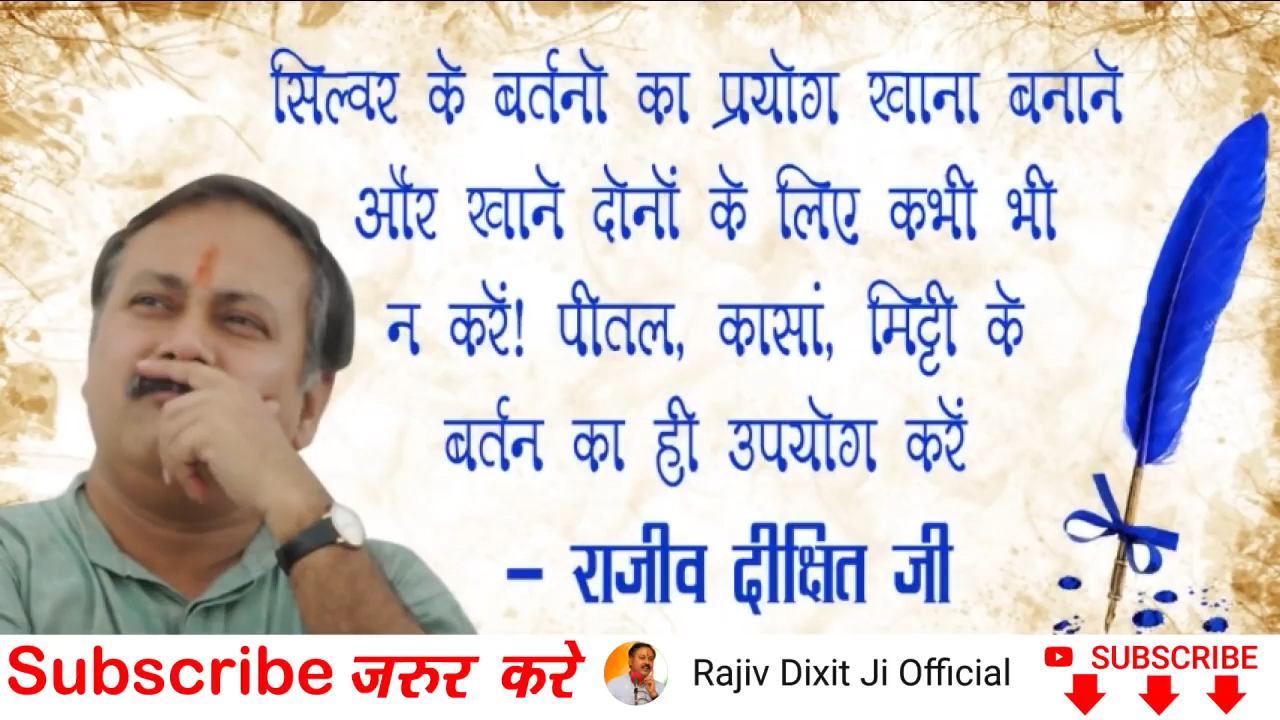 सिल्वर के बर्तनो का प्रयोग खाना बनाने
और खाने दोनों के लिए कभी भी
न करें! पीतल, कासां, मिट्टी के
बर्तन का ही उपयोग करें
- राजीव दीक्षित जी
Subscribe जरुर करे
Rajiv Dixit Ji Official
SUBSCRIBE